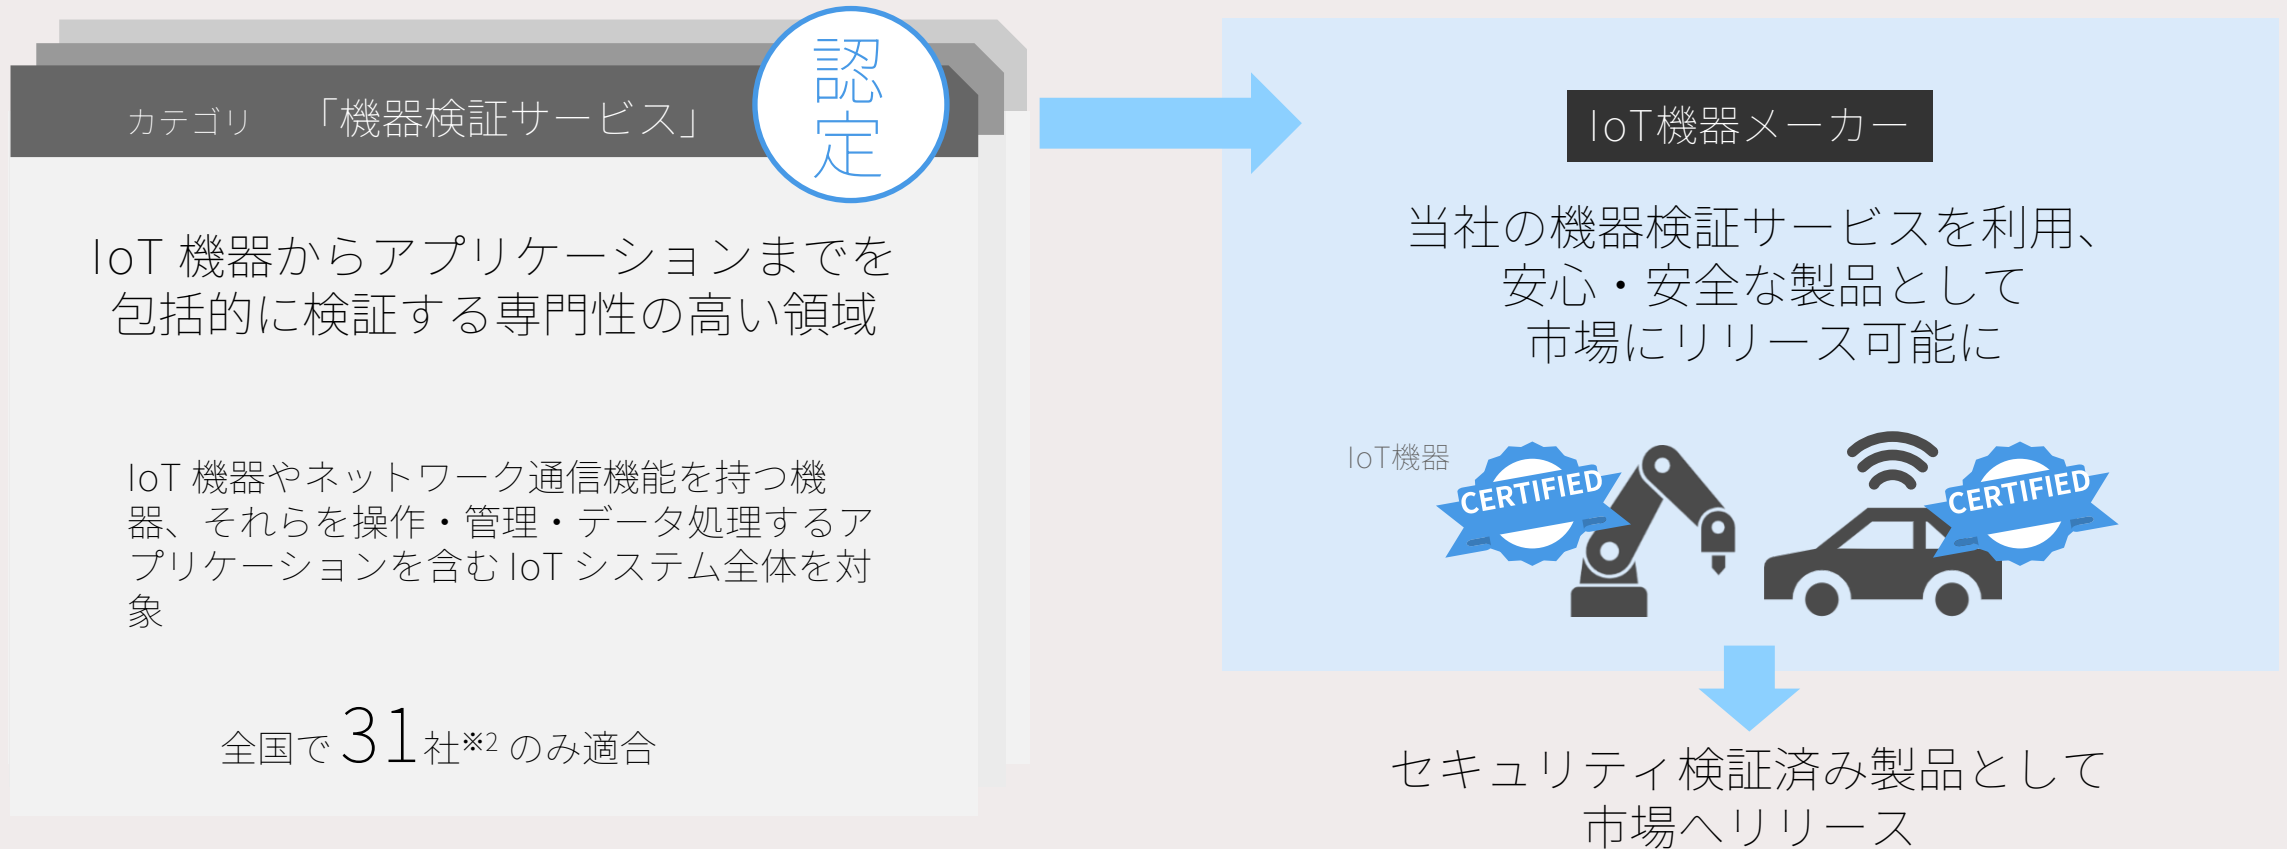 カテゴリ 「機器検証サービス」
認定
IoT 機器からアプリケーションまでを
包括的に検証する専門性の高い領域
IoT 機器やネットワーク通信機能を持つ機
器、それらを操作・管理・データ処理するア
プリケーションを含む IoT システム全体を対
象
全国で 31社※2 のみ適合
IoT機器メーカー
当社の機器検証サービスを利用、
安心・安全な製品として
市場にリリース可能に
IoT機器
CERTIFIED
CERTIFIED
セキュリティ検証済み製品として
市場へリリース